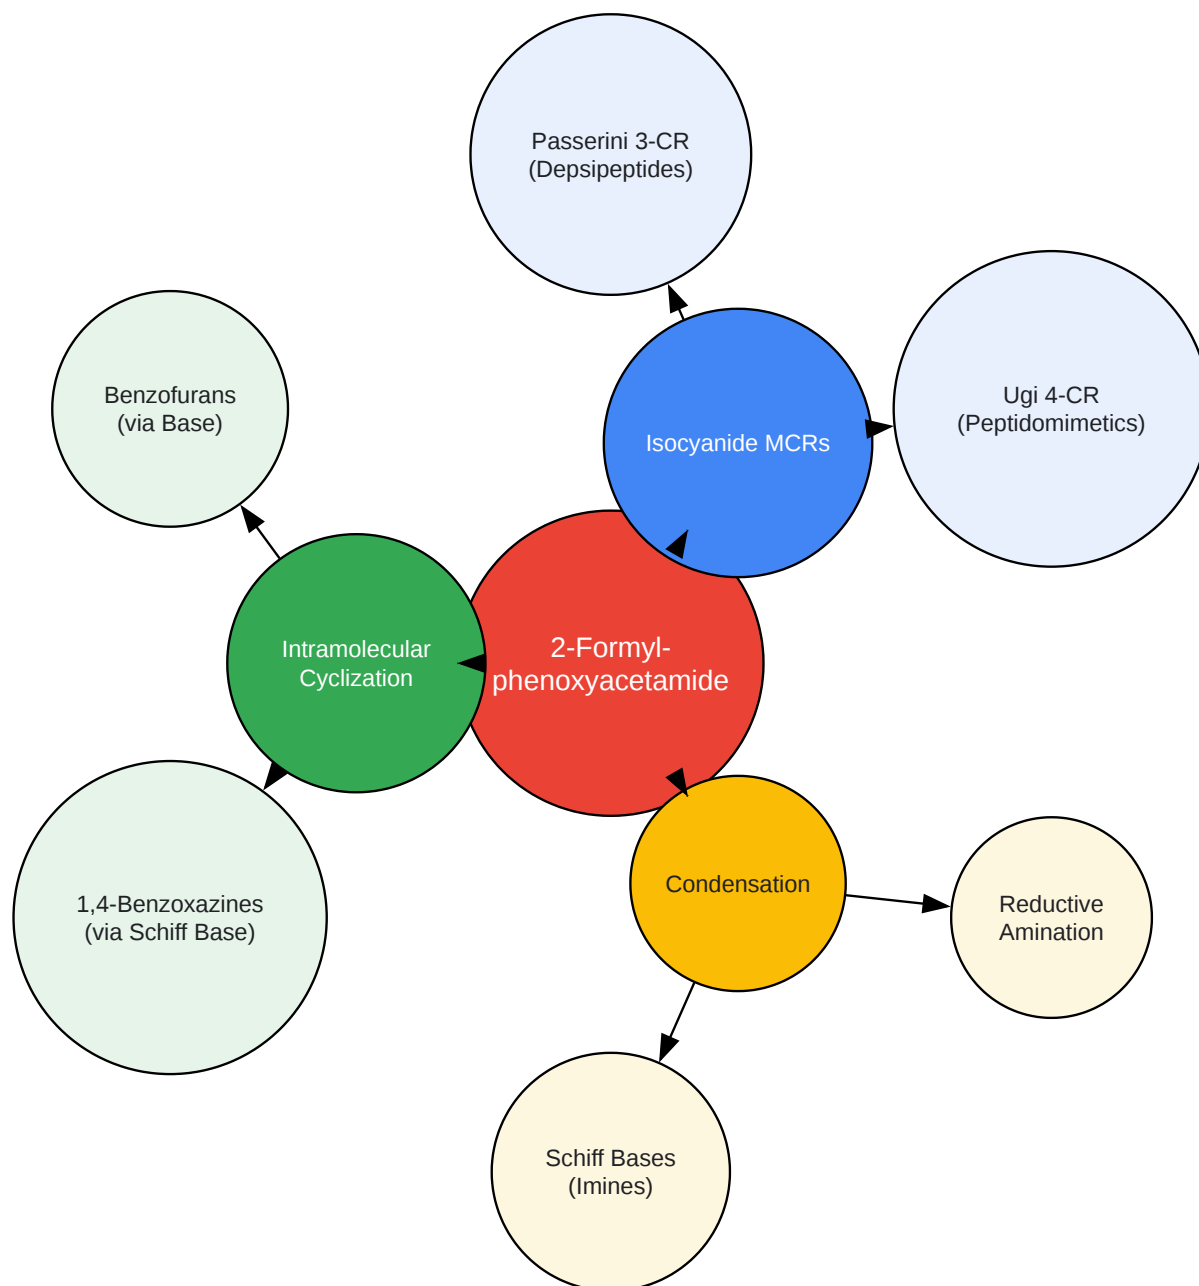 Passerini 3-CR
(Depsipeptides)
Benzofurans
(via Base)
Isocyanide MCRs
Ugi 4-CR
(Peptidomimetics)
Intramolecular
Cyclization
2-Formyl-
phenoxyacetamide
1,4-Benzoxazines
(via Schiff Base)
Condensation
Reductive
Amination
Schiff Bases
(Imines)